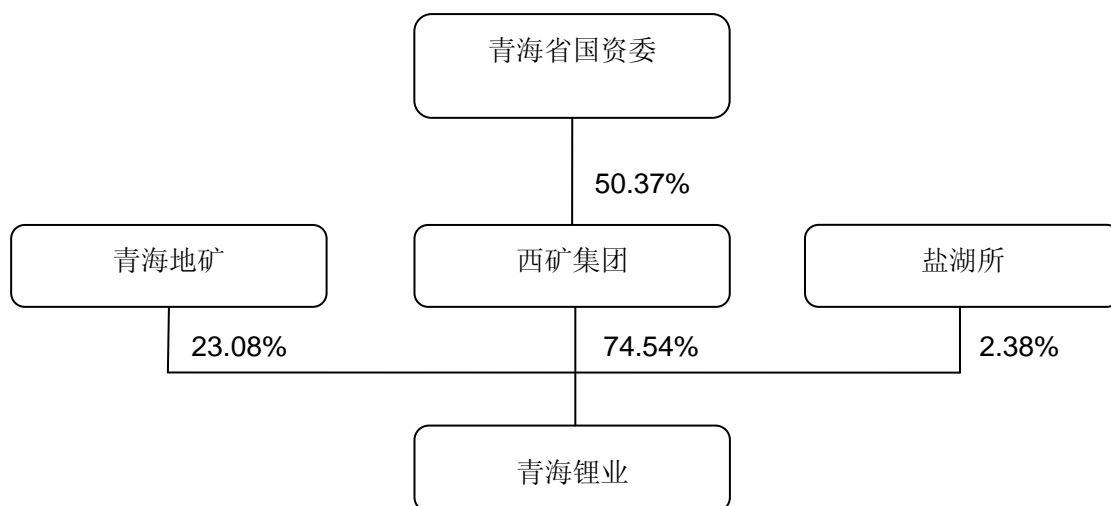 青海省国资委
50.37%
青海地矿
西矿集团
盐湖所
23.08%
74.54%
2.38%
青海锂业